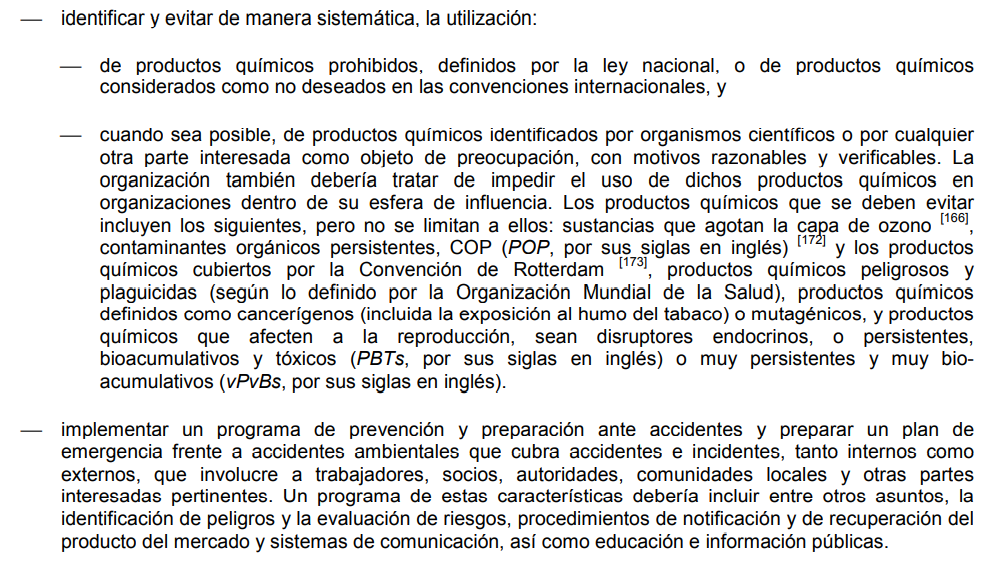 — identificar y evitar de manera sistemática, la utilización:
— de productos químicos prohibidos, definidos por la ley nacional, o de productos químicos
considerados como no deseados en las convenciones internacionales, y
— cuando sea posible, de productos químicos identificados por organismos científicos o por cualquier
otra parte interesada como objeto de preocupación, con motivos razonables y verificables. La
organización también debería tratar de impedir el uso de dichos productos químicos en
organizaciones dentro de su esfera de influencia. Los productos químicos que se deben evitar
incluyen los siguientes, pero no se limitan a ellos: sustancias que agotan la capa de ozono [166],
contaminantes orgánicos persistentes, COP (POP, por sus siglas en inglés) [172] y los productos
químicos cubiertos por la Convención de Rotterdam [173], productos químicos peligrosos y
plaguicidas (según lo definido por la Organización Mundial de la Salud), productos químicos
definidos como cancerígenos (incluida la exposición al humo del tabaco) o mutagénicos, y productos
químicos que afecten a la reproducción, sean disruptores endocrinos, o persistentes,
bioacumulativos y tóxicos (PBTs, por sus siglas en inglés) o muy persistentes y muy bio-
acumulativos (vPvBs, por sus siglas en inglés).
— implementar un programa de prevención y preparación ante accidentes y preparar un plan de
emergencia frente a accidentes ambientales que cubra accidentes e incidentes, tanto internos como
externos, que involucre a trabajadores, socios, autoridades, comunidades locales y otras partes
interesadas pertinentes. Un programa de estas características debería incluir entre otros asuntos, la
identificación de peligros y la evaluación de riesgos, procedimientos de notificación y de recuperación del
producto del mercado y sistemas de comunicación, así como educación e información públicas.